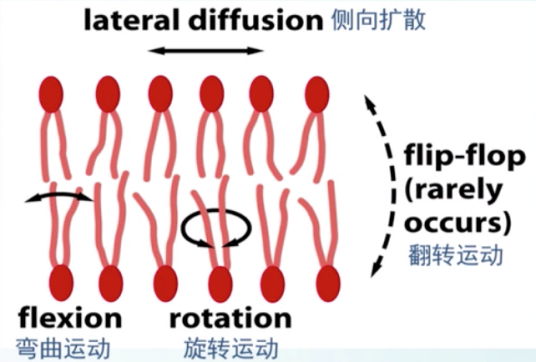 lateral diffusion 侧向扩散
flip-flop
(rarely
occurs)
翻转运动
flexion
弯曲运动
rotation
旋转运动